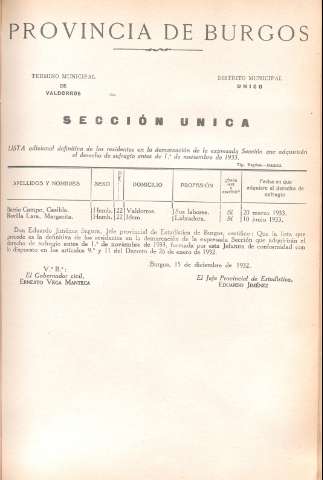 PROVINCIA DE BURGOS
TERMINO MUNICIPAL
DE
VALDORROS
DISTRITO MUNICIPAL
UNICO
SECCIÓN UNICA
LISTA adicional definitiva de los residentes en la demarcación de la expresada Sección que adquirirán
el derecho de sufragio antes de 1.º de noviembre de 1933.
APELLIDOS Y NOMBRES SEXO DOMICILIO PROFESIÓN ¿Sabe leer y escribir? Fecha en que adquiere el derecho de sufragio
Campo, Casilda. Hemb. 22 Valdorros. Sus labores. Sí 23 marzo 1933.
Revilla Lara, Margarita. Hemb. 22 Idem. Labradora. Sí 10 junio 1933.
Don Eduardo Jiménez Seguro, Jefe provincial de Estadística de Burgos, certifico: Que la lista que
precede es la definitiva de los residentes en la demarcación de la expresada Sección que adquirirán el
derecho de sufragio antes de 1.º de noviembre de 1933, formada por esta Jefatura de conformidad con
lo dispuesto en los artículos 9.º y 11 del Decreto de 26 de enero de 1932.
Burgos, 15 de diciembre de 1932.
V.º B.º:
El Gobernador civil,
ERNESTO VEGA MANTECA
El Jefe Provincial de Estadística,
EDUARDO JIMÉNEZ